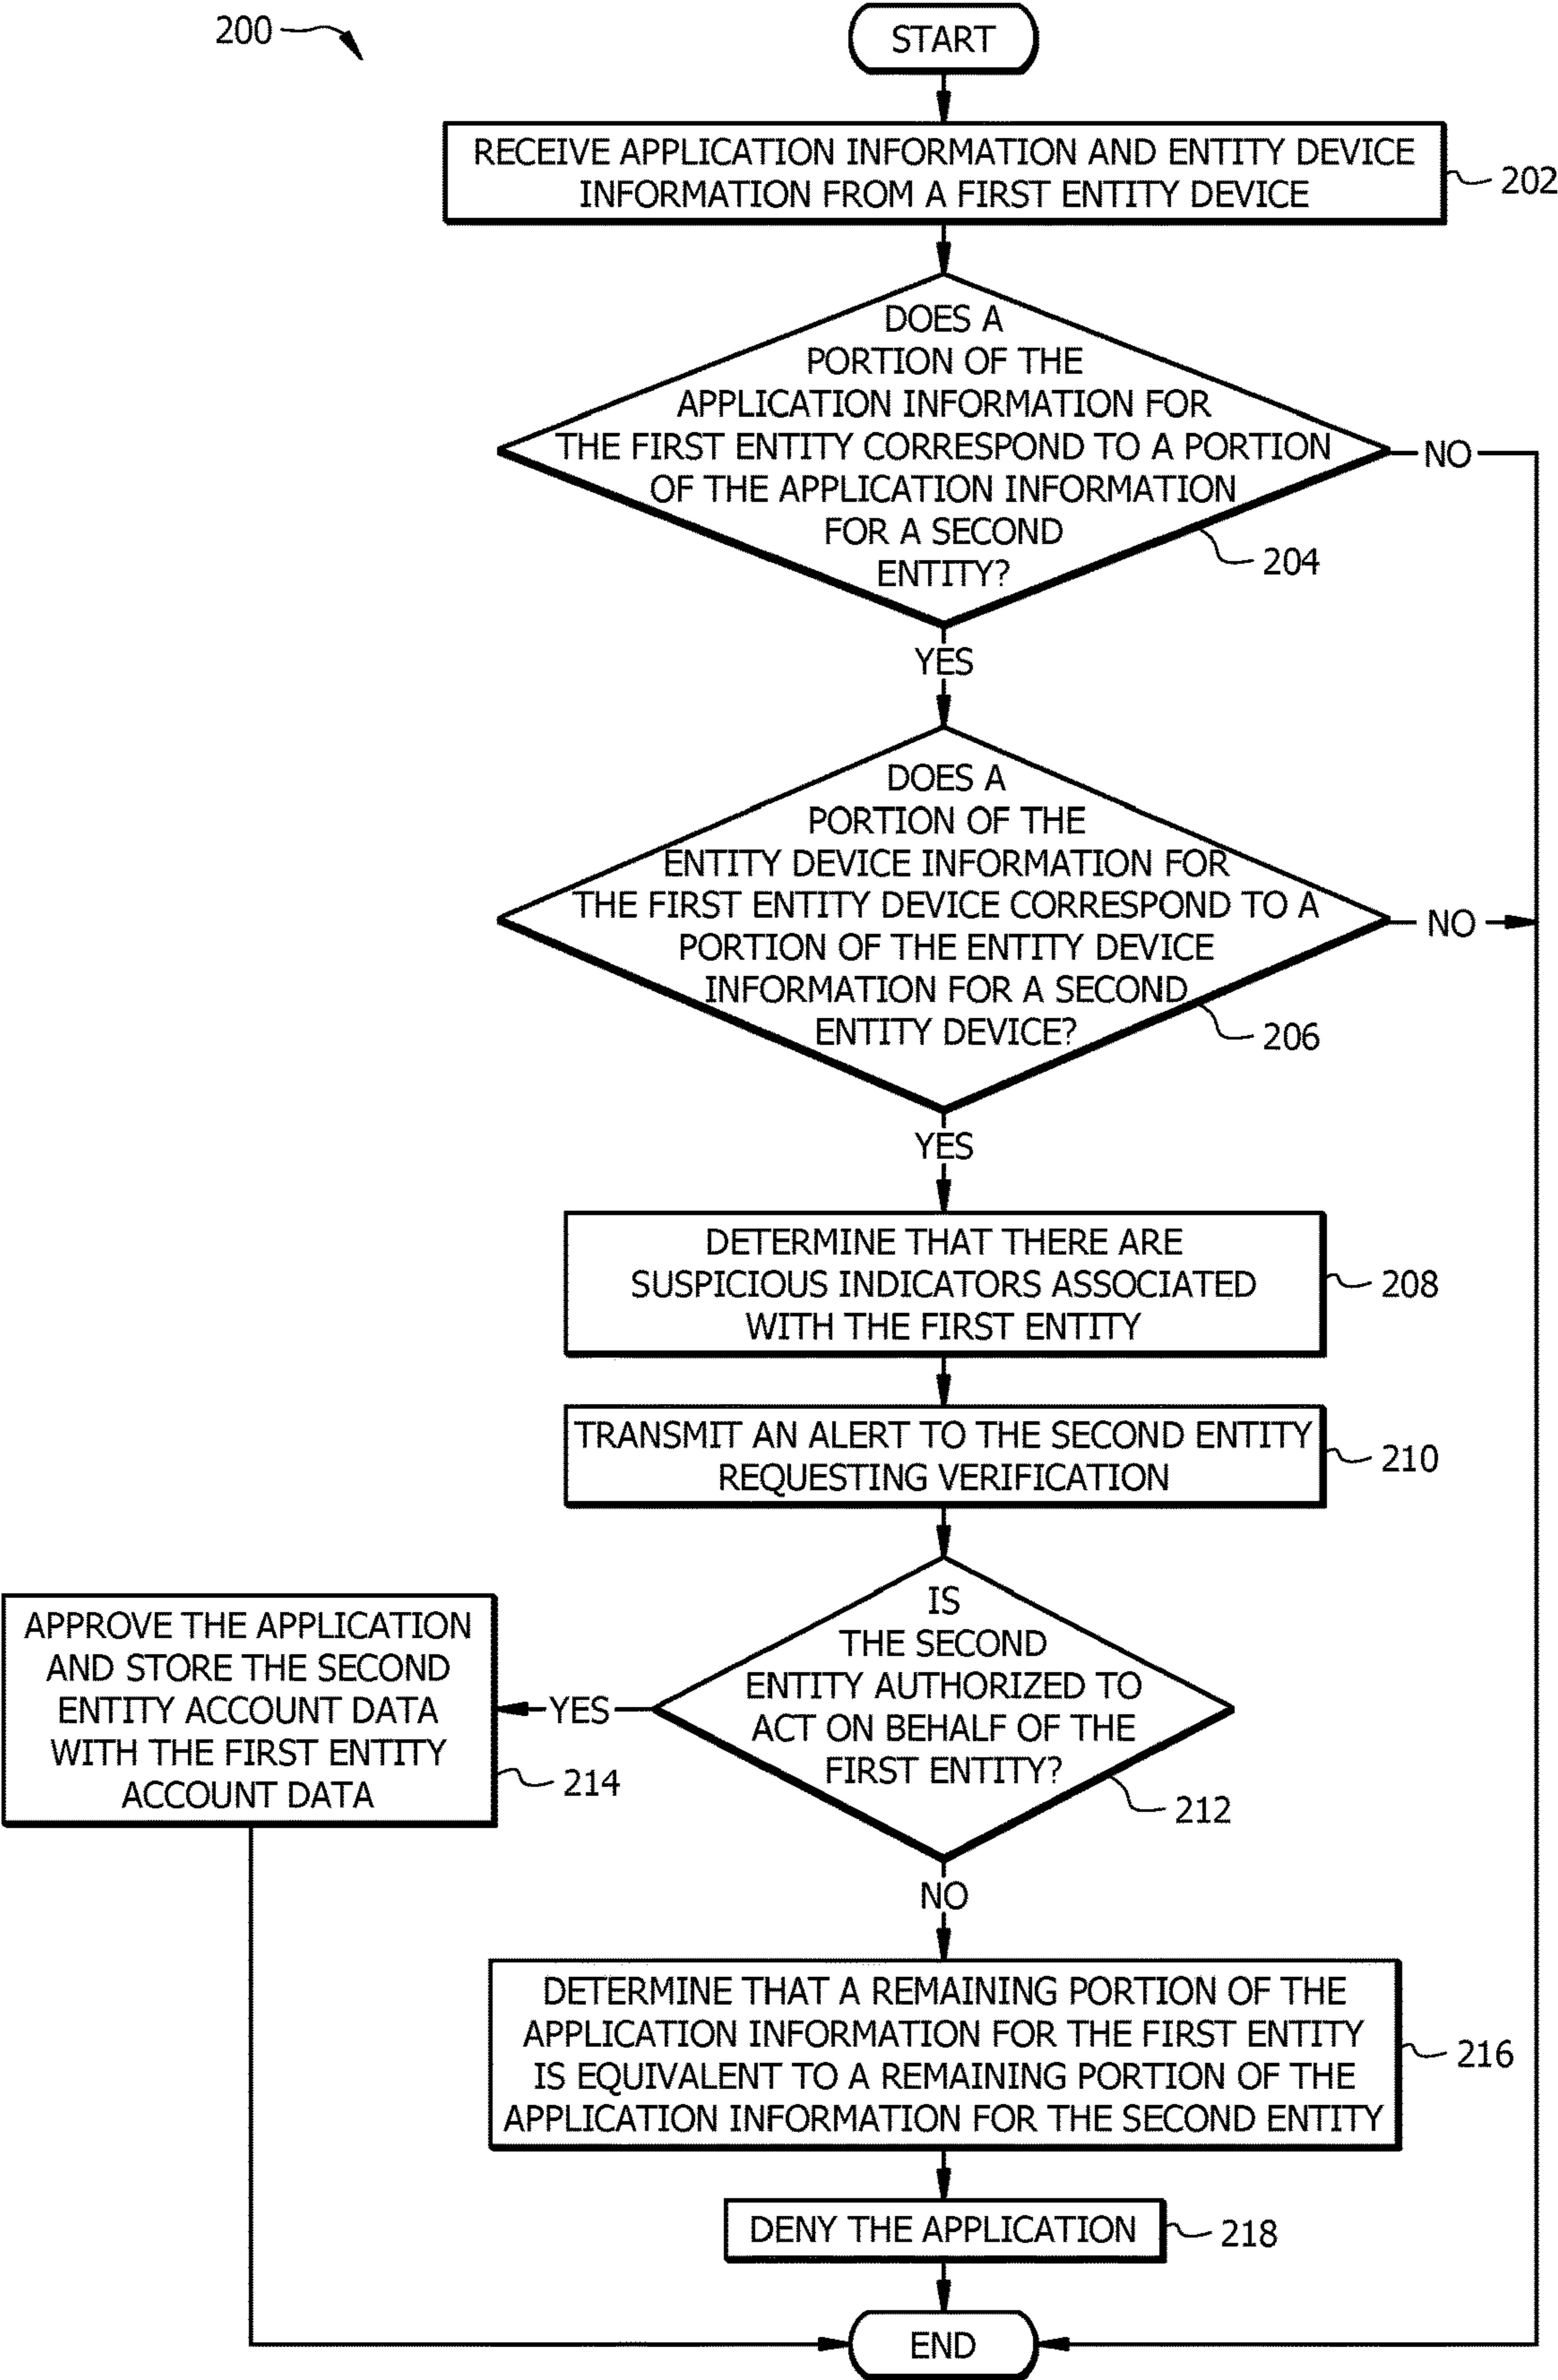 200
START
RECEIVE APPLICATION INFORMATION AND ENTITY DEVICE
INFORMATION FROM A FIRST ENTITY DEVICE
202
DOES A
PORTION OF THE
APPLICATION INFORMATION FOR
THE FIRST ENTITY CORRESPOND TO A PORTION
OF THE APPLICATION INFORMATION
FOR A SECOND
ENTITY?
NO
204
YES
DOES A
PORTION OF THE
ENTITY DEVICE INFORMATION FOR
THE FIRST ENTITY DEVICE CORRESPOND TO A
PORTION OF THE ENTITY DEVICE
INFORMATION FOR A SECOND
ENTITY DEVICE?
NO
206
YES
DETERMINE THAT THERE ARE
SUSPICIOUS INDICATORS ASSOCIATED
WITH THE FIRST ENTITY
208
TRANSMIT AN ALERT TO THE SECOND ENTITY
REQUESTING VERIFICATION
210
IS
THE SECOND
ENTITY AUTHORIZED TO
ACT ON BEHALF OF THE
FIRST ENTITY?
212
YES
APPROVE THE APPLICATION
AND STORE THE SECOND
ENTITY ACCOUNT DATA
WITH THE FIRST ENTITY
ACCOUNT DATA
214
NO
DETERMINE THAT A REMAINING PORTION OF THE
APPLICATION INFORMATION FOR THE FIRST ENTITY
IS EQUIVALENT TO A REMAINING PORTION OF THE
APPLICATION INFORMATION FOR THE SECOND ENTITY
216
DENY THE APPLICATION
218
END